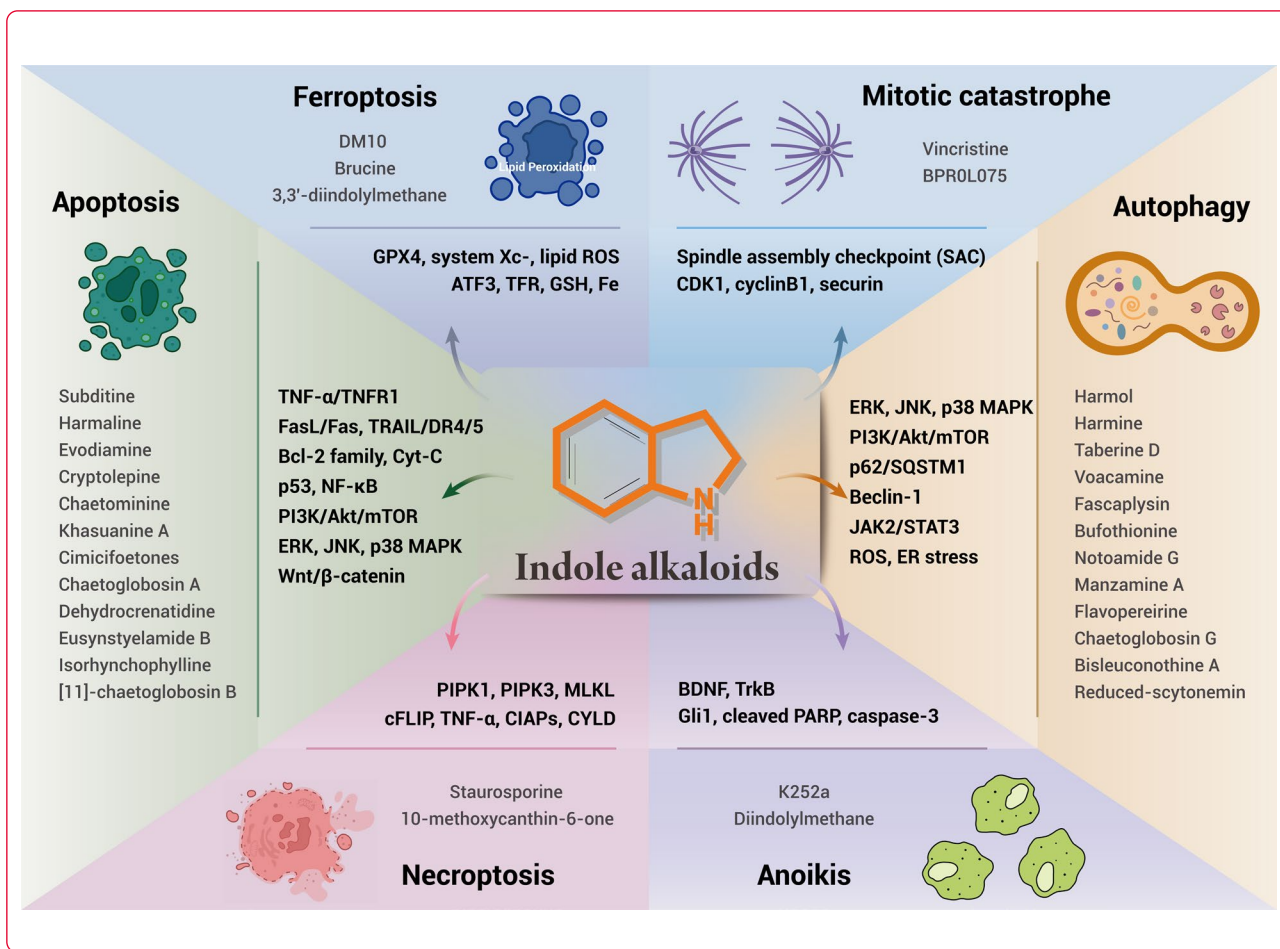 Ferroptosis
DM10
Brucine
3,3'-diindolylmethane
Lipid Peroxidation
GPX4, system Xc-, lipid ROS
ATF3, TFR, GSH, Fe
Mitotic catastrophe
Vincristine
BPR0L075
Spindle assembly checkpoint (SAC)
CDK1, cyclinB1, securin
Apoptosis
Subditine
Harmaline
Evodiamine
Cryptolepine
Chaetominine
Khasuanine A
Cimicifoetones
Chaetoglobosin A
Dehydrocrenatidine
Eusynstyelamide B
Isorhynchophylline
[11]-chaetoglobosin B
TNF-α/TNFR1
FasL/Fas, TRAIL/DR4/5
Bcl-2 family, Cyt-C
p53, NF-κB
PI3K/Akt/mTOR
ERK, JNK, p38 MAPK
Wnt/β-catenin
N
H
Indole alkaloids
Autophagy
ERK, JNK, p38 MAPK
PI3K/Akt/mTOR
p62/SQSTM1
Beclin-1
JAK2/STAT3
ROS, ER stress
Harmol
Harmine
Taberine D
Voacamine
Fascaplysin
Bufothionine
Notoamide G
Manzamine A
Flavopereirine
Chaetoglobosin G
Bisleuconothine A
Reduced-scytonemin
PIPK1, PIPK3, MLKL
cFLIP, TNF-α, CIAPs, CYLD
Staurosporine
10-methoxycanthin-6-one
Necroptosis
BDNF, TrkB
Gli1, cleaved PARP, caspase-3
K252a
Diindolylmethane
Anoikis